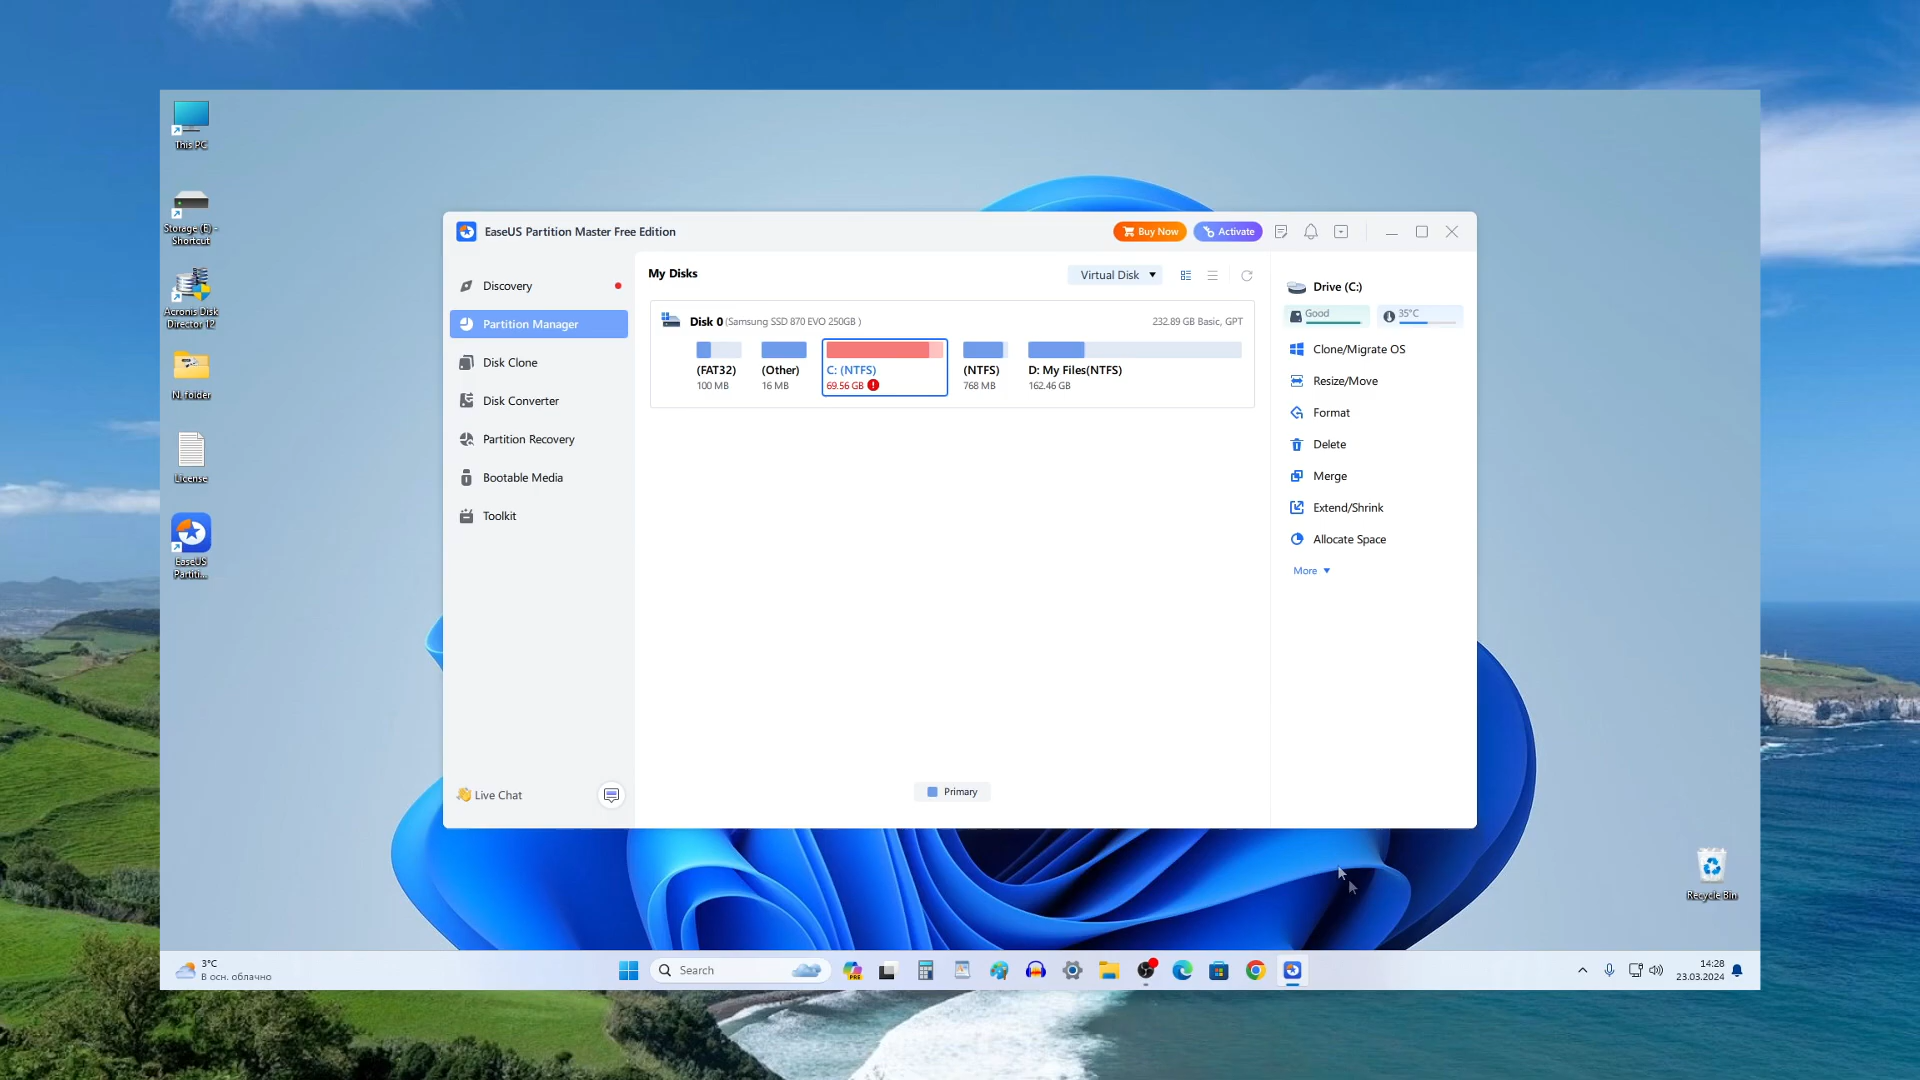 This PC
Storage (E) -
Shortcut
Acronis Disk
Director 12
N. folder
License
EaseUS
Partiti...
EaseUS Partition Master Free Edition
Buy Now
Activate
Discovery
Partition Manager
Disk Clone
Disk Converter
Partition Recovery
Bootable Media
Toolkit
Live Chat
My Disks
Virtual Disk
Disk 0 (Samsung SSD 870 EVO 250GB )
232.89 GB Basic, GPT
(FAT32)
100 MB
(Other)
16 MB
C: (NTFS)
69.56 GB
(NTFS)
768 MB
D: My Files(NTFS)
162.46 GB
Primary
Drive (C:)
Good
35°C
Clone/Migrate OS
Resize/Move
Format
Delete
Merge
Extend/Shrink
Allocate Space
More
Recycle Bin
3°C
В осн. облачно
Search
PRE
14:28
23.03.2024